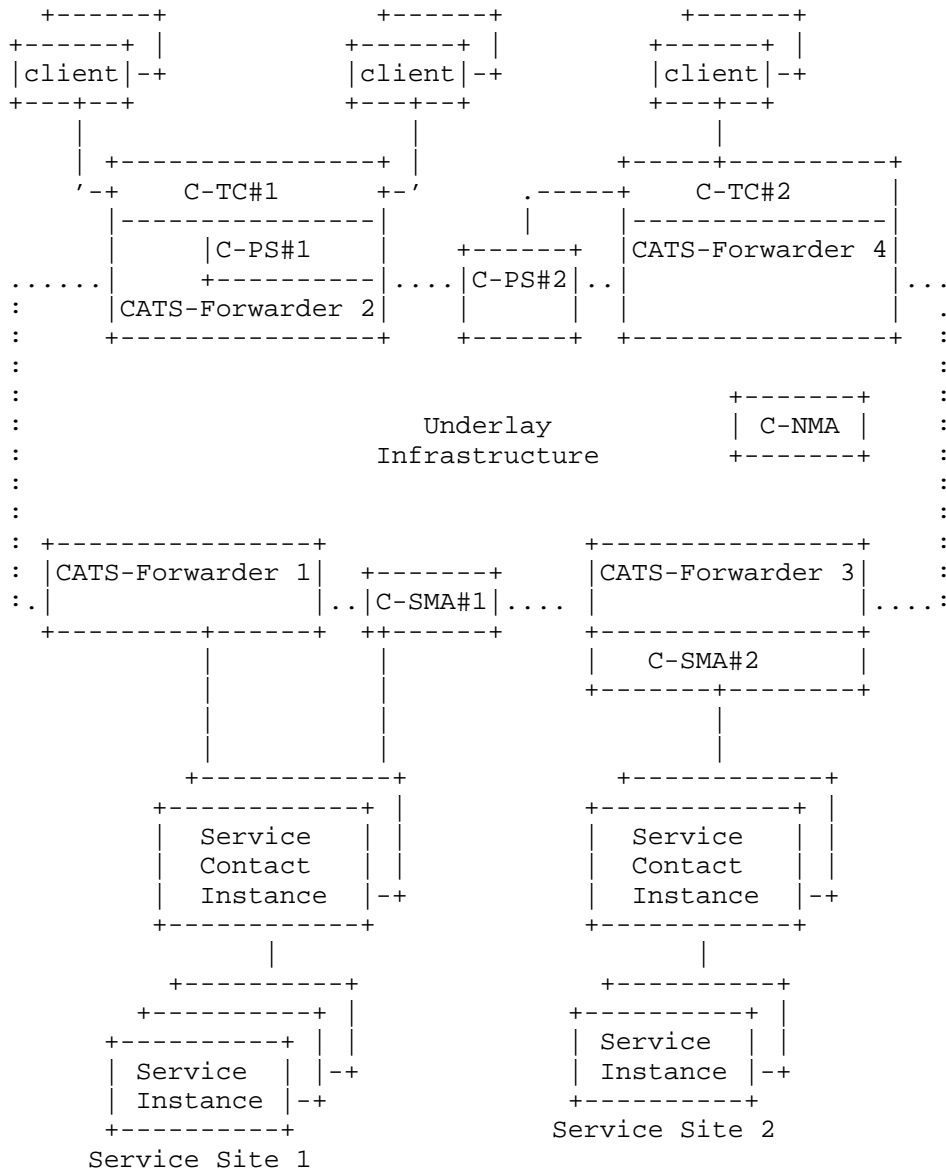 client client client
C-TC#1 C-TC#2
C-PS#1 CATS-Forwarder 4
C-PS#2
CATS-Forwarder 2
C-NMA
Underlay
Infrastructure
CATS-Forwarder 1 CATS-Forwarder 3
C-SMA#1
C-SMA#2
Service Service
Contact Contact
Instance Instance
Service
Instance
Service
Instance
Service Site 2
Service Site 1